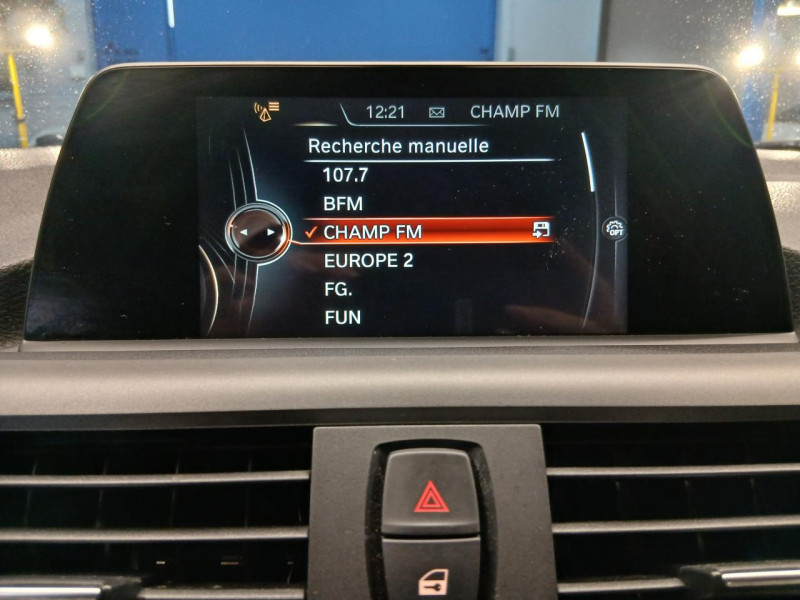 12:21 CHAMP FM
Recherche manuelle
107.7
BFM
CHAMP FM
OPT
EUROPE 2
FG.
FUN